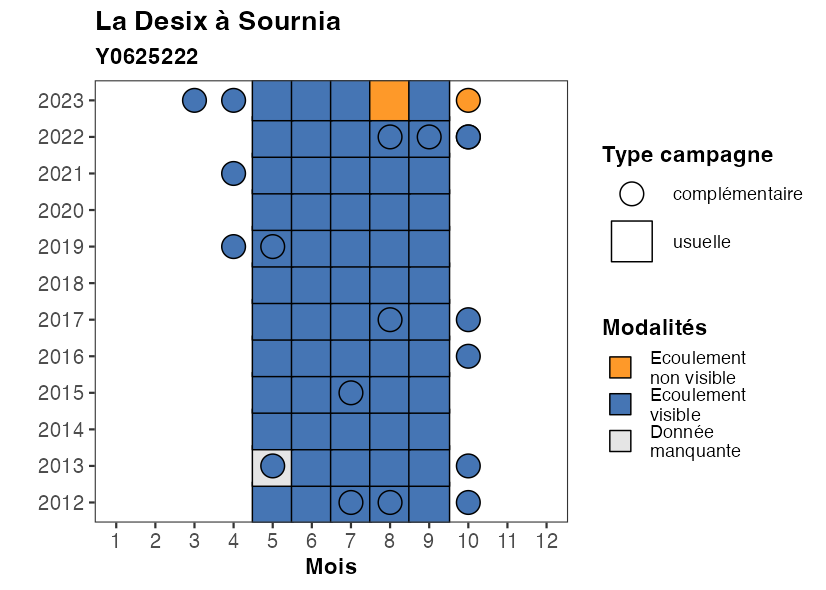 La Desix à Sournia
Y0625222
2023
2022
2021
2020
2019
2018
2017
2016
2015
2014
2013
2012
1 2 3 4 5 6 7 8 9 10 11 12
Mois
Type campagne
complémentaire
usuelle
Modalités
Ecoulement
non visible
Ecoulement
visible
Donnée
manquante